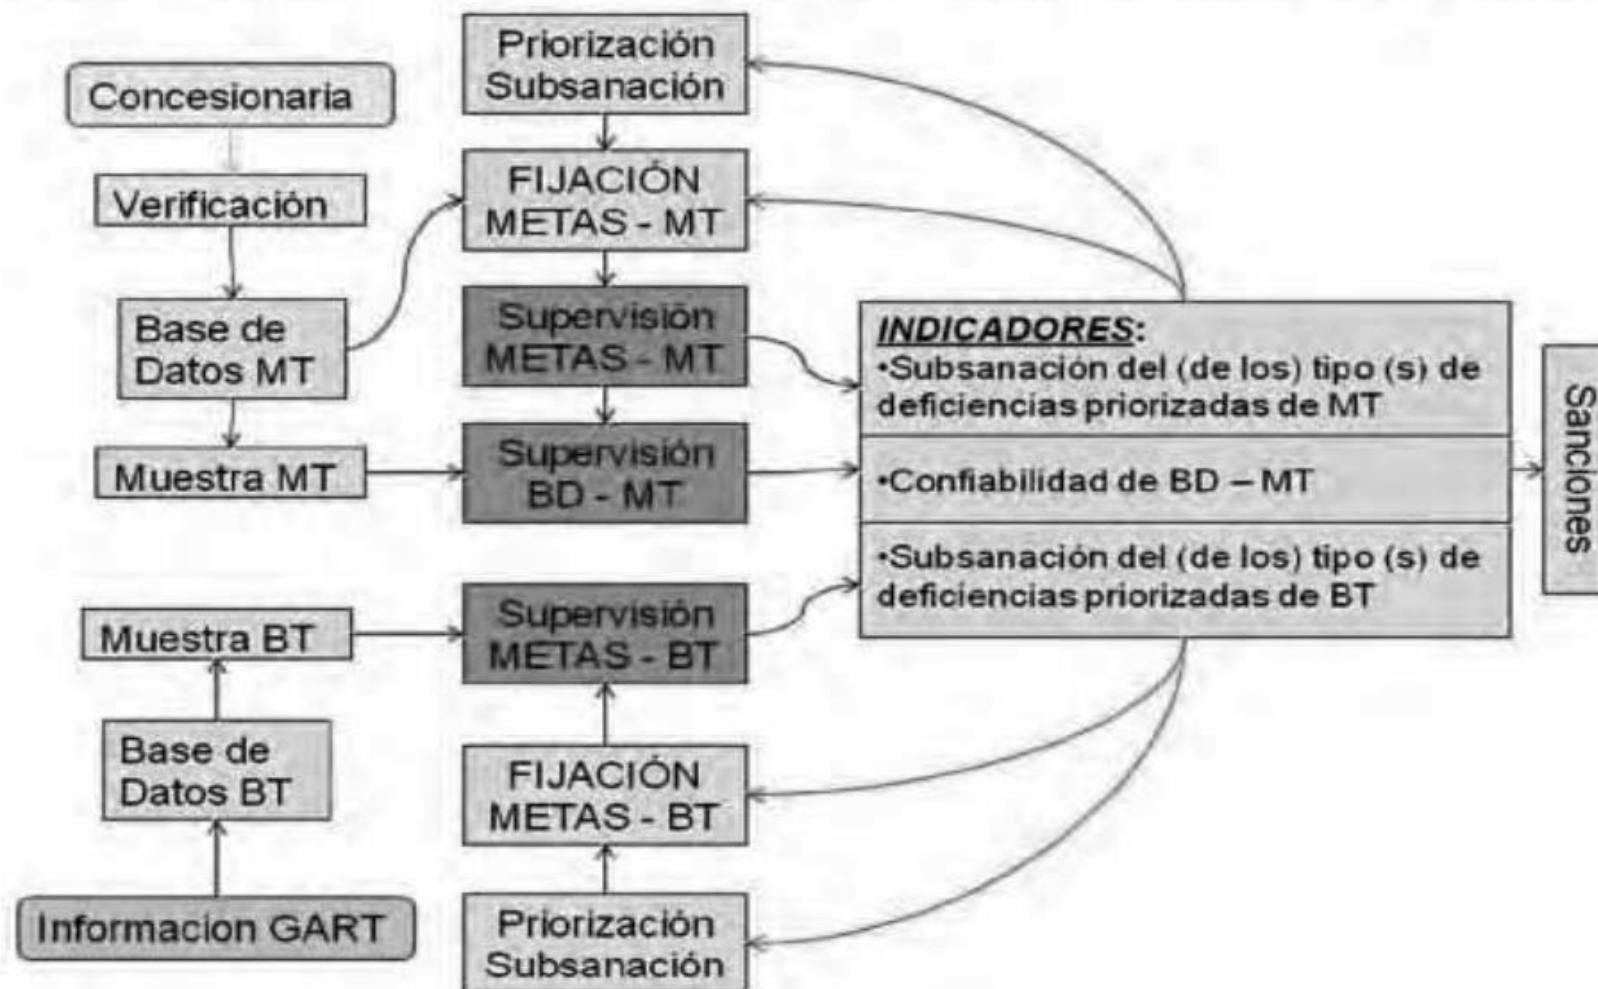 Priorización
Subsanación
Concesionaria
FIJACIÓN
METAS - MT
Verificación
Supervisión
METAS - MT
Base de
Datos MT
Supervisión
BD - MT
Muestra MT
INDICADORES:
•Subsanación del (de los) tipo (s) de
deficiencias priorizadas de MT
•Confiabilidad de BD – MT
•Subsanación del (de los) tipo (s) de
deficiencias priorizadas de BT
Sanciones
Muestra BT
Supervisión
METAS - BT
Base de
Datos BT
FIJACIÓN
METAS - BT
Informacion GART
Priorización
Subsanación